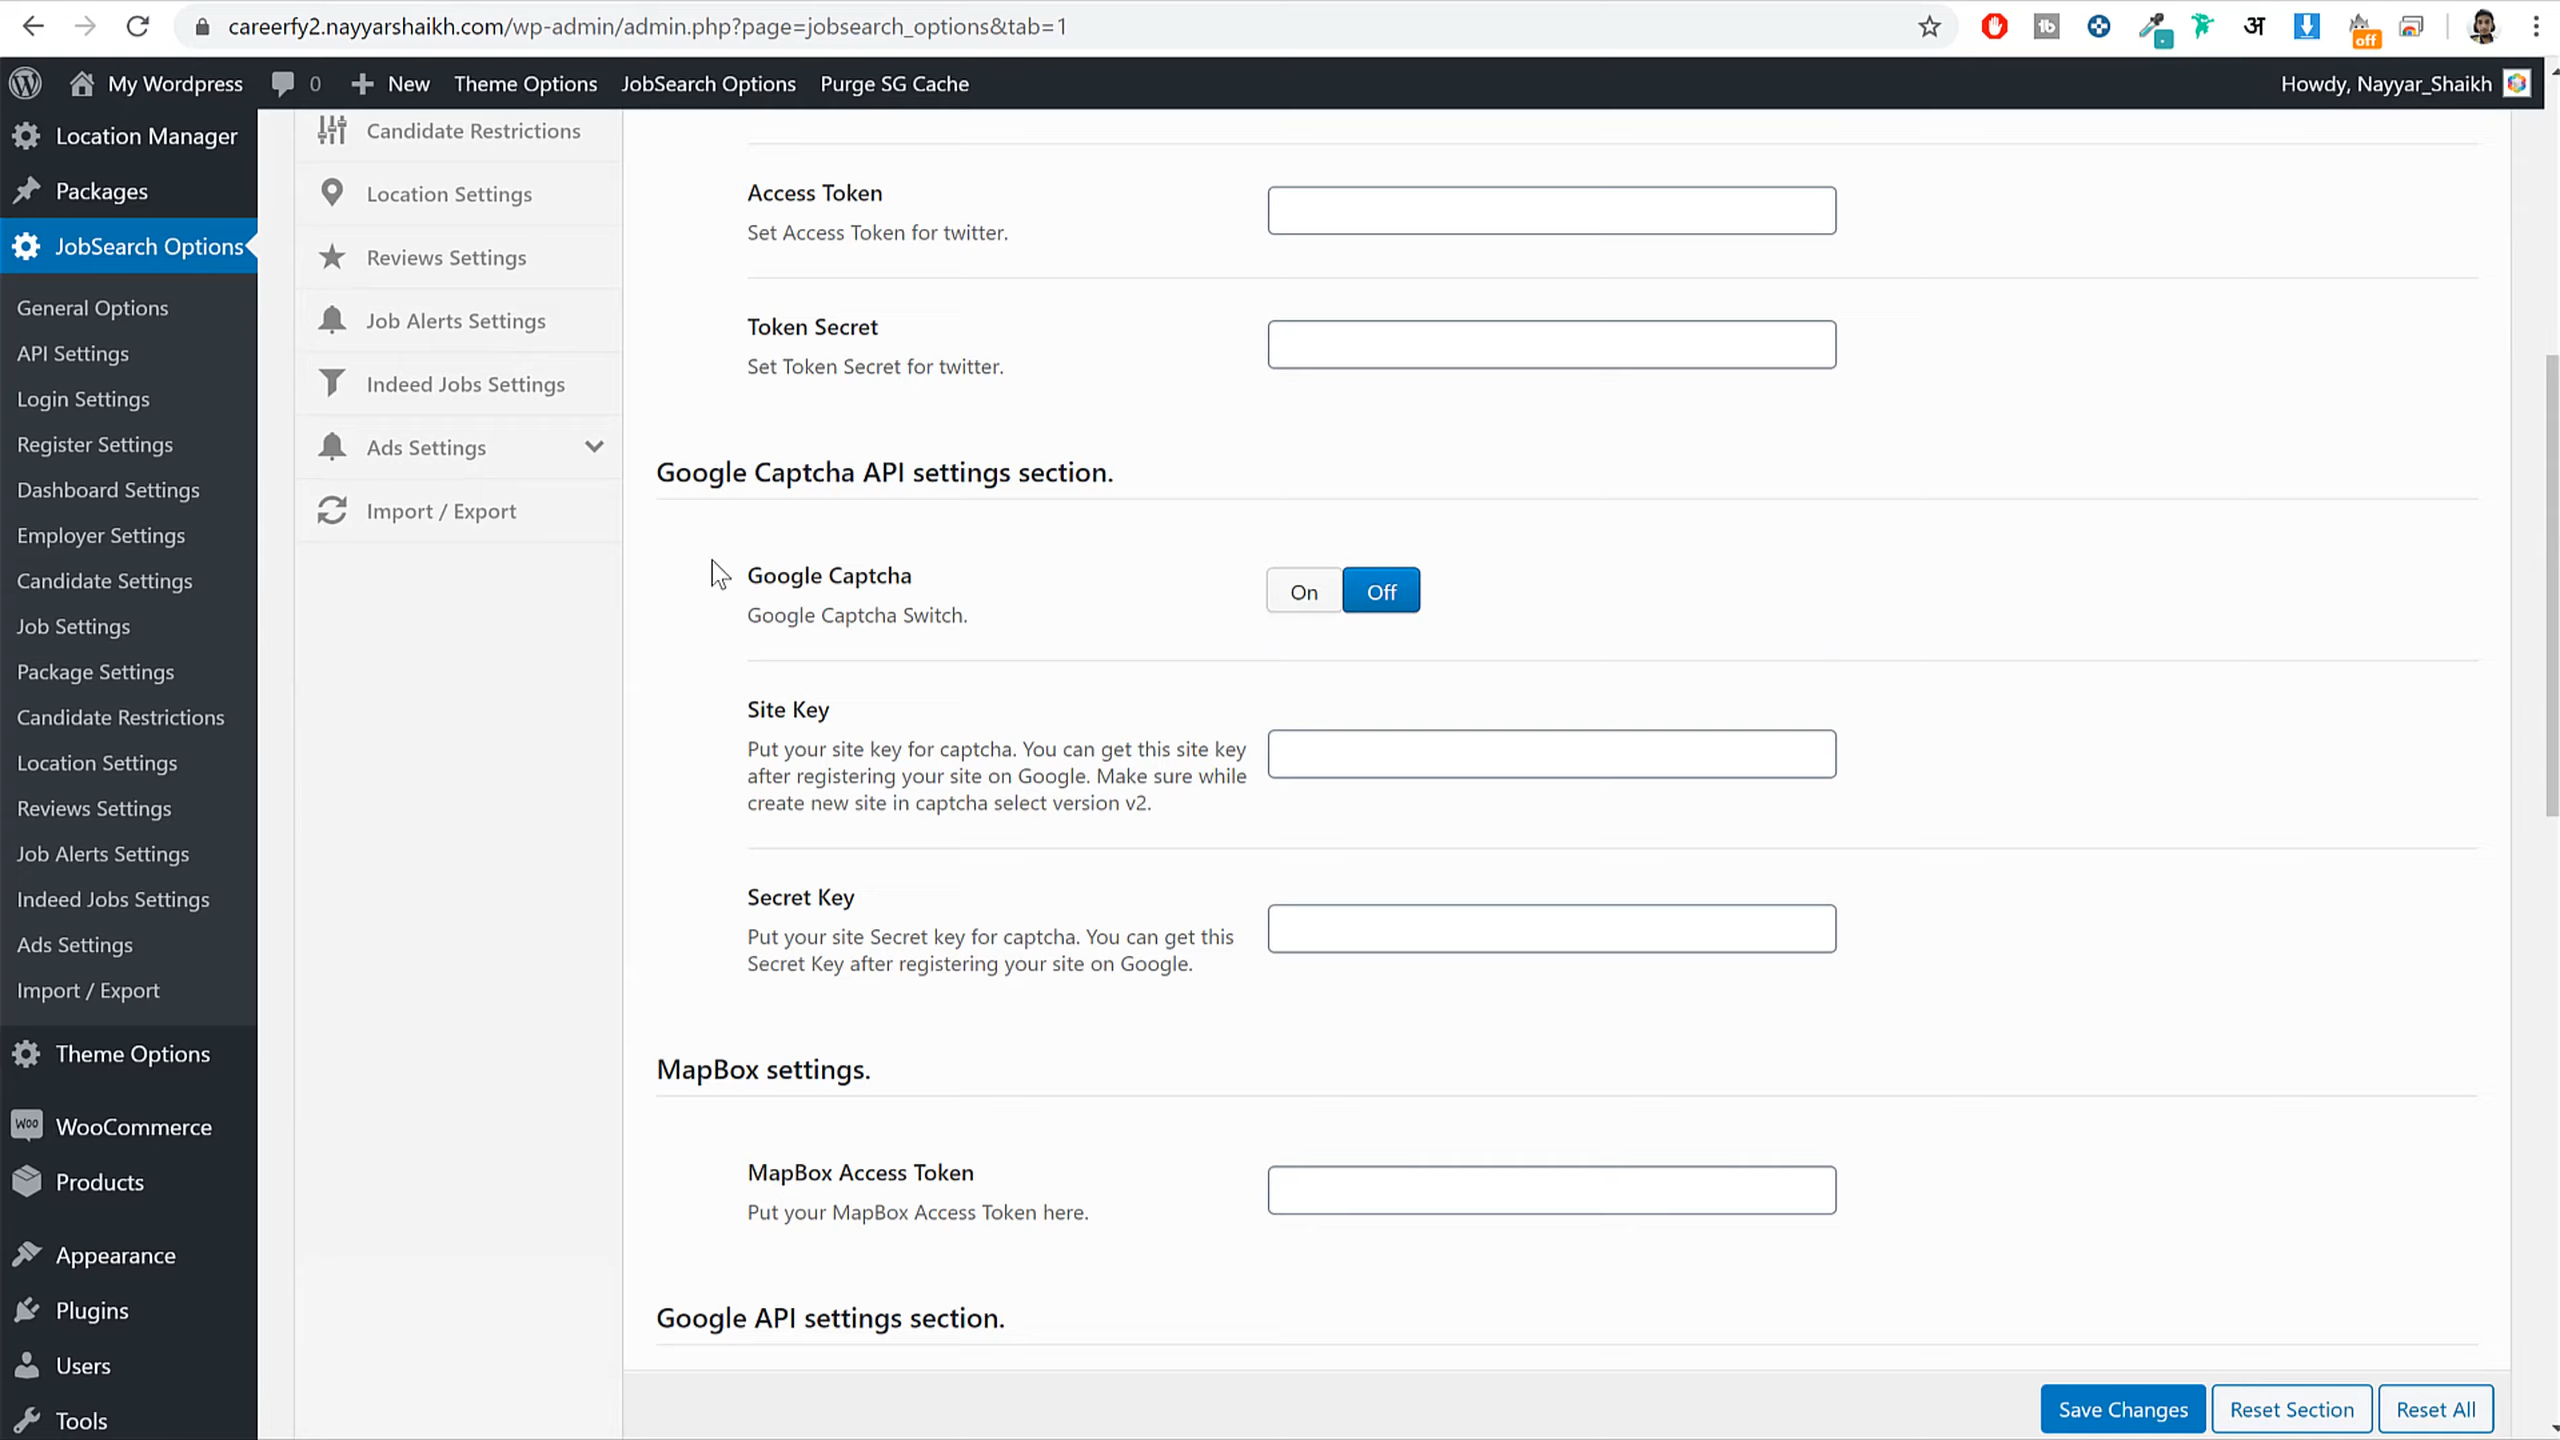 careerfy2.nayyarshaikh.com/wp-admin/admin.php?page=jobsearch_options&tab=1
अ
off
My Wordpress 0 New Theme Options JobSearch Options Purge SG Cache Howdy, Nayyar_Shaikh
Location Manager
Packages
JobSearch Options
General Options
API Settings
Login Settings
Register Settings
Dashboard Settings
Employer Settings
Candidate Settings
Job Settings
Package Settings
Candidate Restrictions
Location Settings
Reviews Settings
Job Alerts Settings
Indeed Jobs Settings
Ads Settings
Import / Export
Theme Options
WOO WooCommerce
Products
Appearance
Plugins
Users
Tools
Candidate Restrictions
Location Settings
Reviews Settings
Job Alerts Settings
Indeed Jobs Settings
Ads Settings
Import / Export
Access Token
Set Access Token for twitter.
Token Secret
Set Token Secret for twitter.
Google Captcha API settings section.
Google Captcha
Google Captcha Switch.
On Off
Site Key
Put your site key for captcha. You can get this site key
after registering your site on Google. Make sure while
create new site in captcha select version v2.
Secret Key
Put your site Secret key for captcha. You can get this
Secret Key after registering your site on Google.
MapBox settings.
MapBox Access Token
Put your MapBox Access Token here.
Google API settings section.
Save Changes Reset Section Reset All